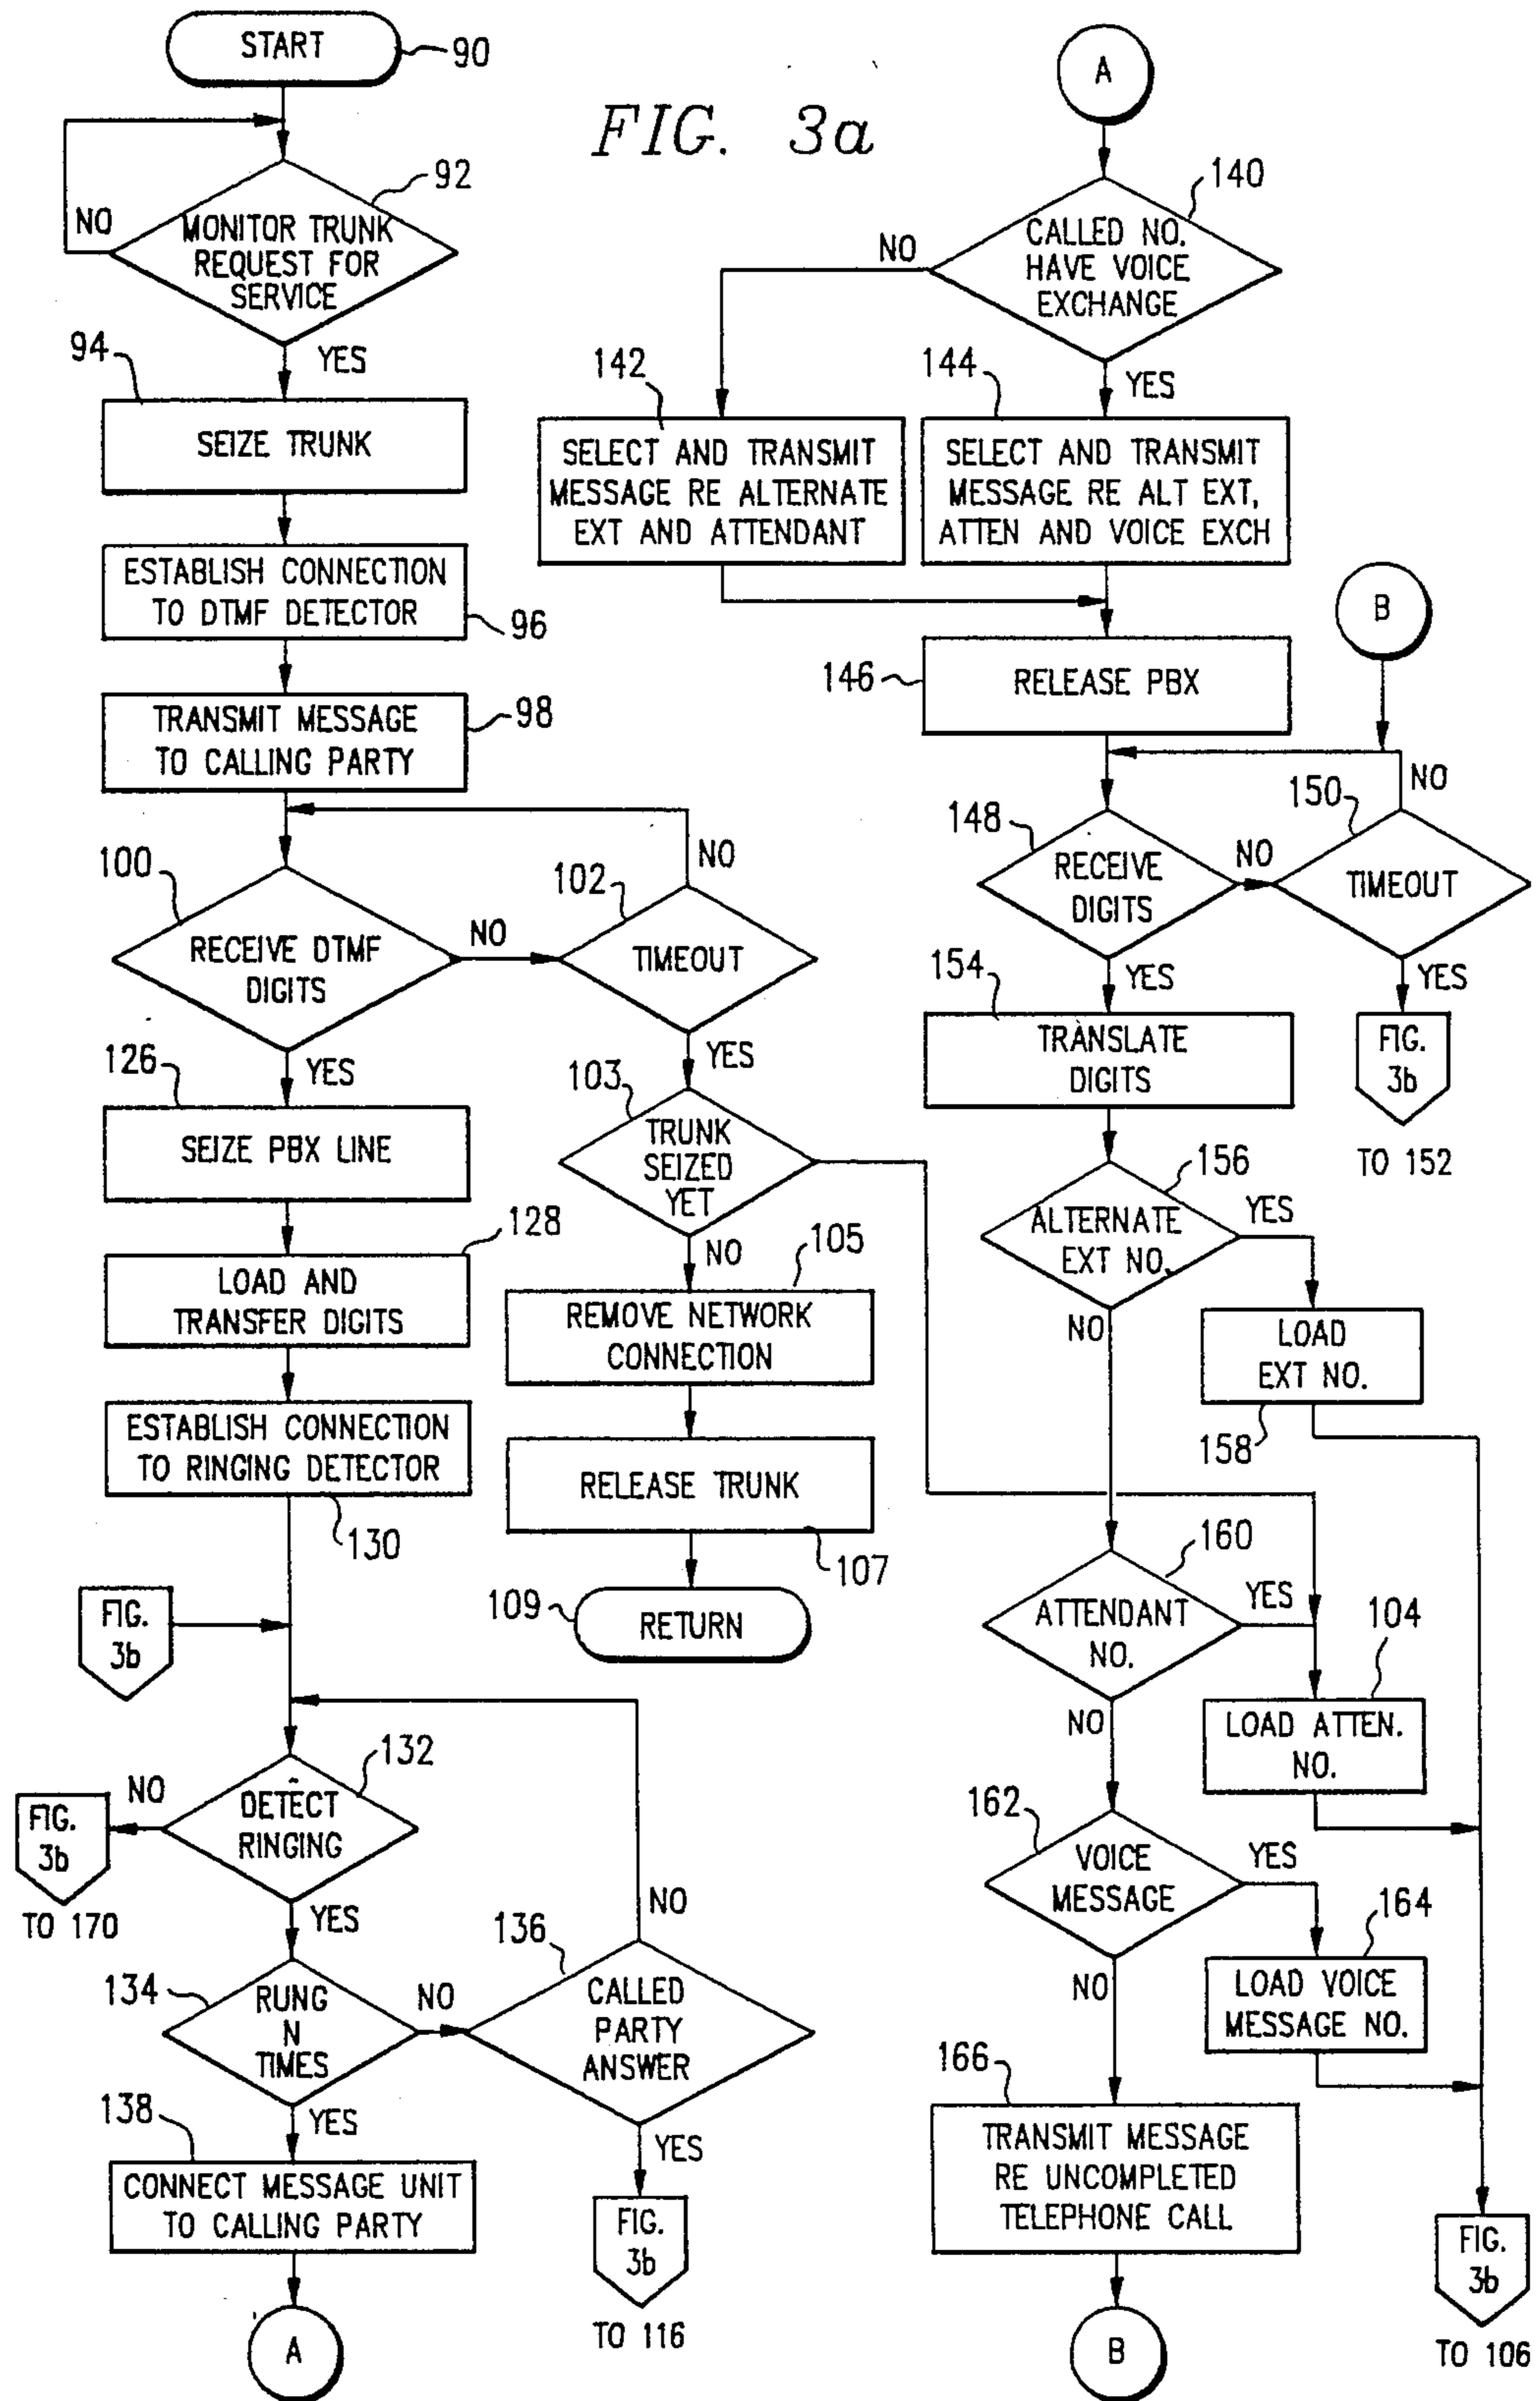 FIG. 3a
START
90
92
NO
MONITOR TRUNK
REQUEST FOR
SERVICE
YES
94
SEIZE TRUNK
ESTABLISH CONNECTION
TO DTMF DETECTOR
96
TRANSMIT MESSAGE
TO CALLING PARTY
98
100
RECEIVE DTMF
DIGITS
NO
YES
102
TIMEOUT
NO
YES
103
TRUNK
SEIZED
YET
NO
105
REMOVE NETWORK
CONNECTION
RELEASE TRUNK
107
109
RETURN
126
SEIZE PBX LINE
128
LOAD AND
TRANSFER DIGITS
ESTABLISH CONNECTION
TO RINGING DETECTOR
130
FIG.
3b
132
DETECT
RINGING
NO
FIG.
3b
TO 170
YES
134
RUNG
N
TIMES
NO
YES
136
CALLED
PARTY
ANSWER
NO
YES
FIG.
3b
TO 116
138
CONNECT MESSAGE UNIT
TO CALLING PARTY
A
A
140
CALLED NO.
HAVE VOICE
EXCHANGE
NO
YES
142
SELECT AND TRANSMIT
MESSAGE RE ALTERNATE
EXT AND ATTENDANT
144
SELECT AND TRANSMIT
MESSAGE RE ALT EXT,
ATTEN AND VOICE EXCH
B
146
RELEASE PBX
148
RECEIVE
DIGITS
NO
YES
150
TIMEOUT
NO
YES
FIG.
3b
TO 152
154
TRANSLATE
DIGITS
156
ALTERNATE
EXT NO.
YES
NO
LOAD
EXT NO.
158
160
ATTENDANT
NO.
YES
NO
104
LOAD ATTEN.
NO.
162
VOICE
MESSAGE
YES
NO
164
LOAD VOICE
MESSAGE NO.
166
TRANSMIT MESSAGE
RE UNCOMPLETED
TELEPHONE CALL
B
FIG.
3b
TO 106